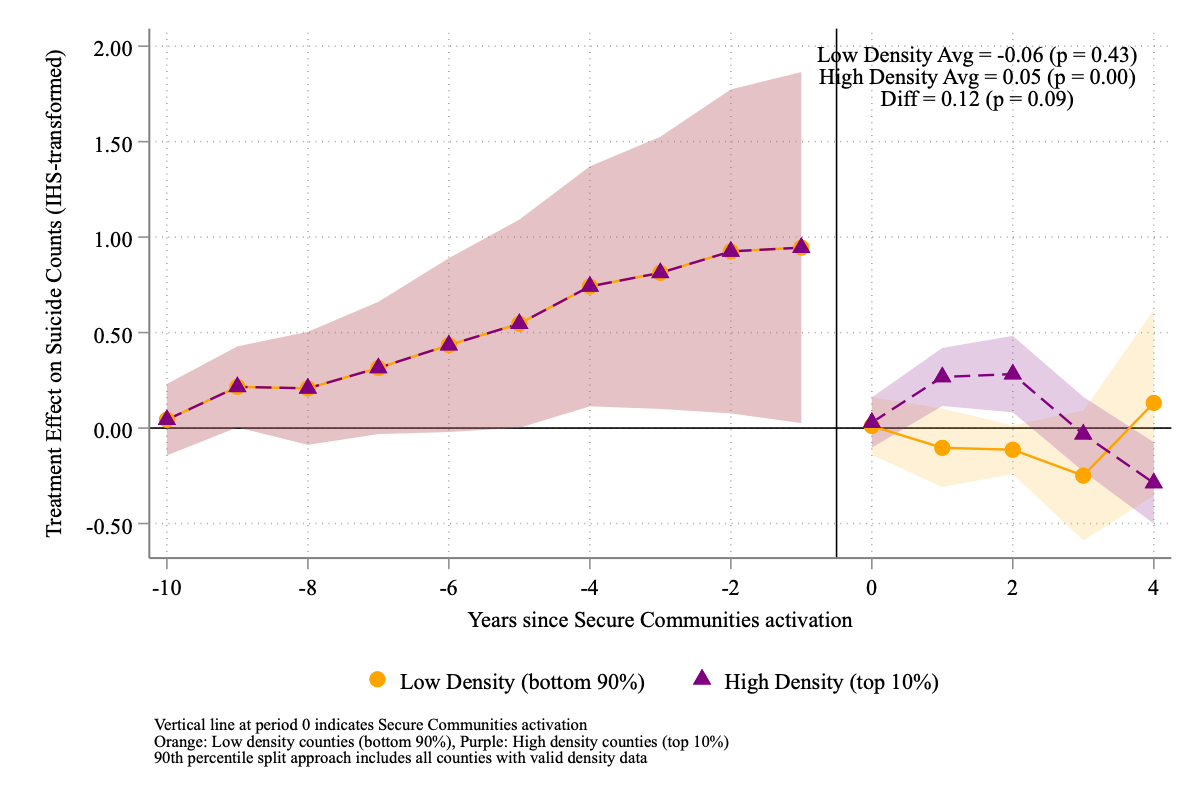 2.00
1.50
1.00
0.50
0.00
-0.50
Treatment Effect on Suicide Counts (IHS-transformed)
Low Density Avg = -0.06 (p = 0.43)
High Density Avg = 0.05 (p = 0.00)
Diff = 0.12 (p = 0.09)
-10 -8 -6 -4 -2 0 2 4
Years since Secure Communities activation
Low Density (bottom 90%) High Density (top 10%)
Vertical line at period 0 indicates Secure Communities activation
Orange: Low density counties (bottom 90%), Purple: High density counties (top 10%)
90th percentile split approach includes all counties with valid density data